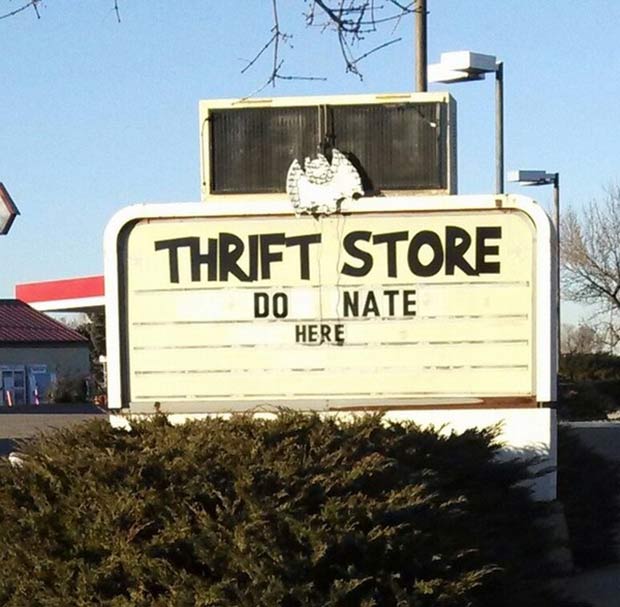 THRIFT STORE
DO NATE
HERE